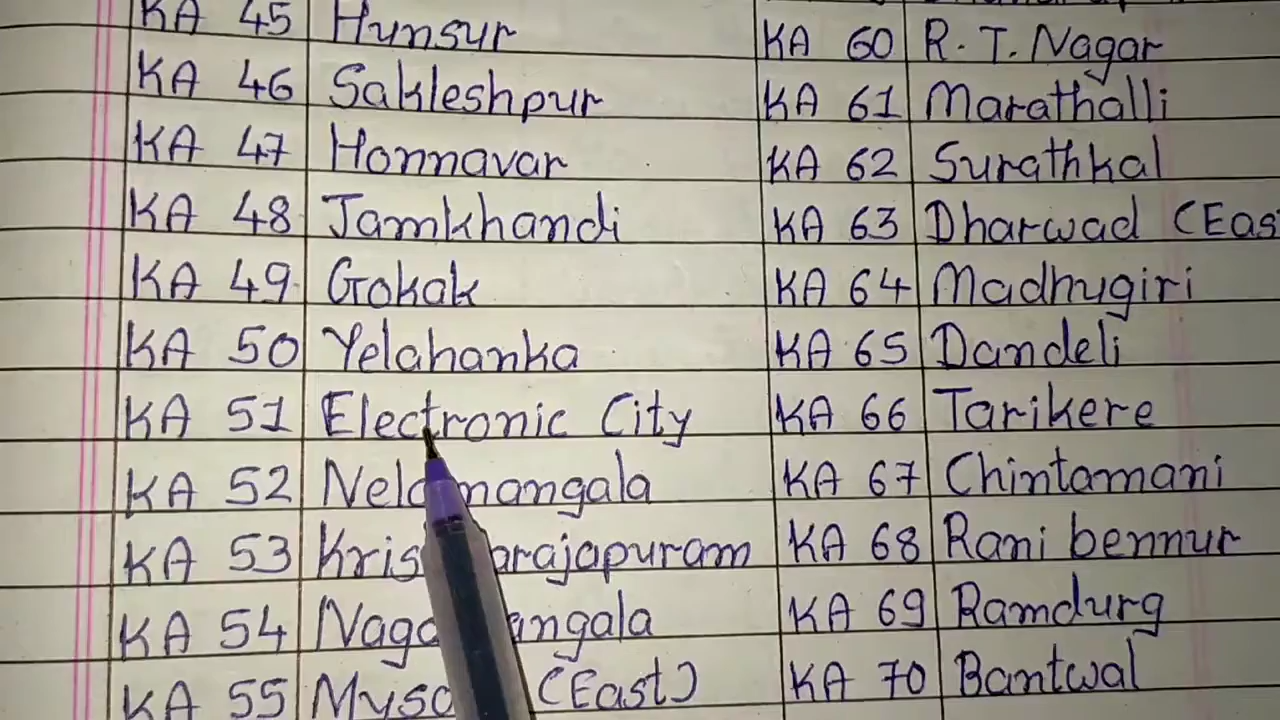 KA 45 Hunsur
KA 46 Sakleshpur
KA 47 Honnavar
KA 48 Jamkhandi
KA 49 Gokak
KA 50 Yelahanka
KA 51 Electronic City
KA 52
KA 53
KA 54
KA 55 (East)
KA 60 R. T. Nagar
KA 61 Marathalli
KA 62 Surathkal
KA 63 Dharwad (Eas
KA 64 Madhugiri
KA 65 Dandeli
KA 66 Tarikere
KA 67 Chintamani
KA 68 Rani bennur
KA 69 Ramdurg
KA 70 Bantwal